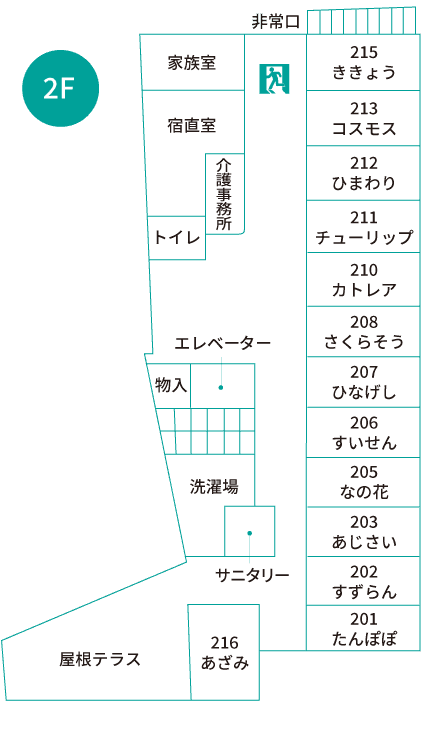 非常口
2F
家族室
宿直室
介護事務所
トイレ
エレベーター
物入
洗濯場
サニタリー
屋根テラス
216
あざみ
215
ききょう
213
コスモス
212
ひまわり
211
チューリップ
210
カトレア
208
さくらそう
207
ひなげし
206
すいせん
205
なの花
203
あじさい
202
すずらん
201
たんぽぽ